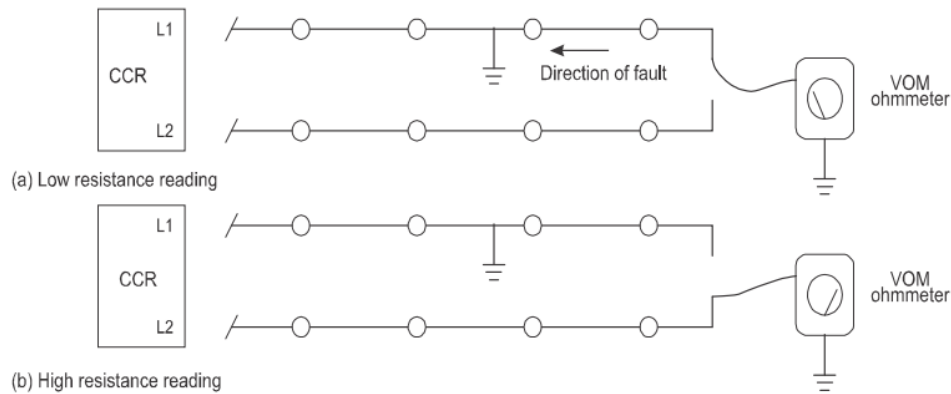 L1
CCR
L2
Direction of fault
VOM
ohmmeter
(a) Low resistance reading
L1
CCR
L2
VOM
ohmmeter
(b) High resistance reading